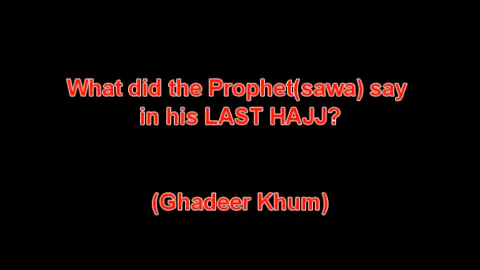 What did the Prophet(sawa) say
in his LAST HAJJ?
(Ghadeer Khum)